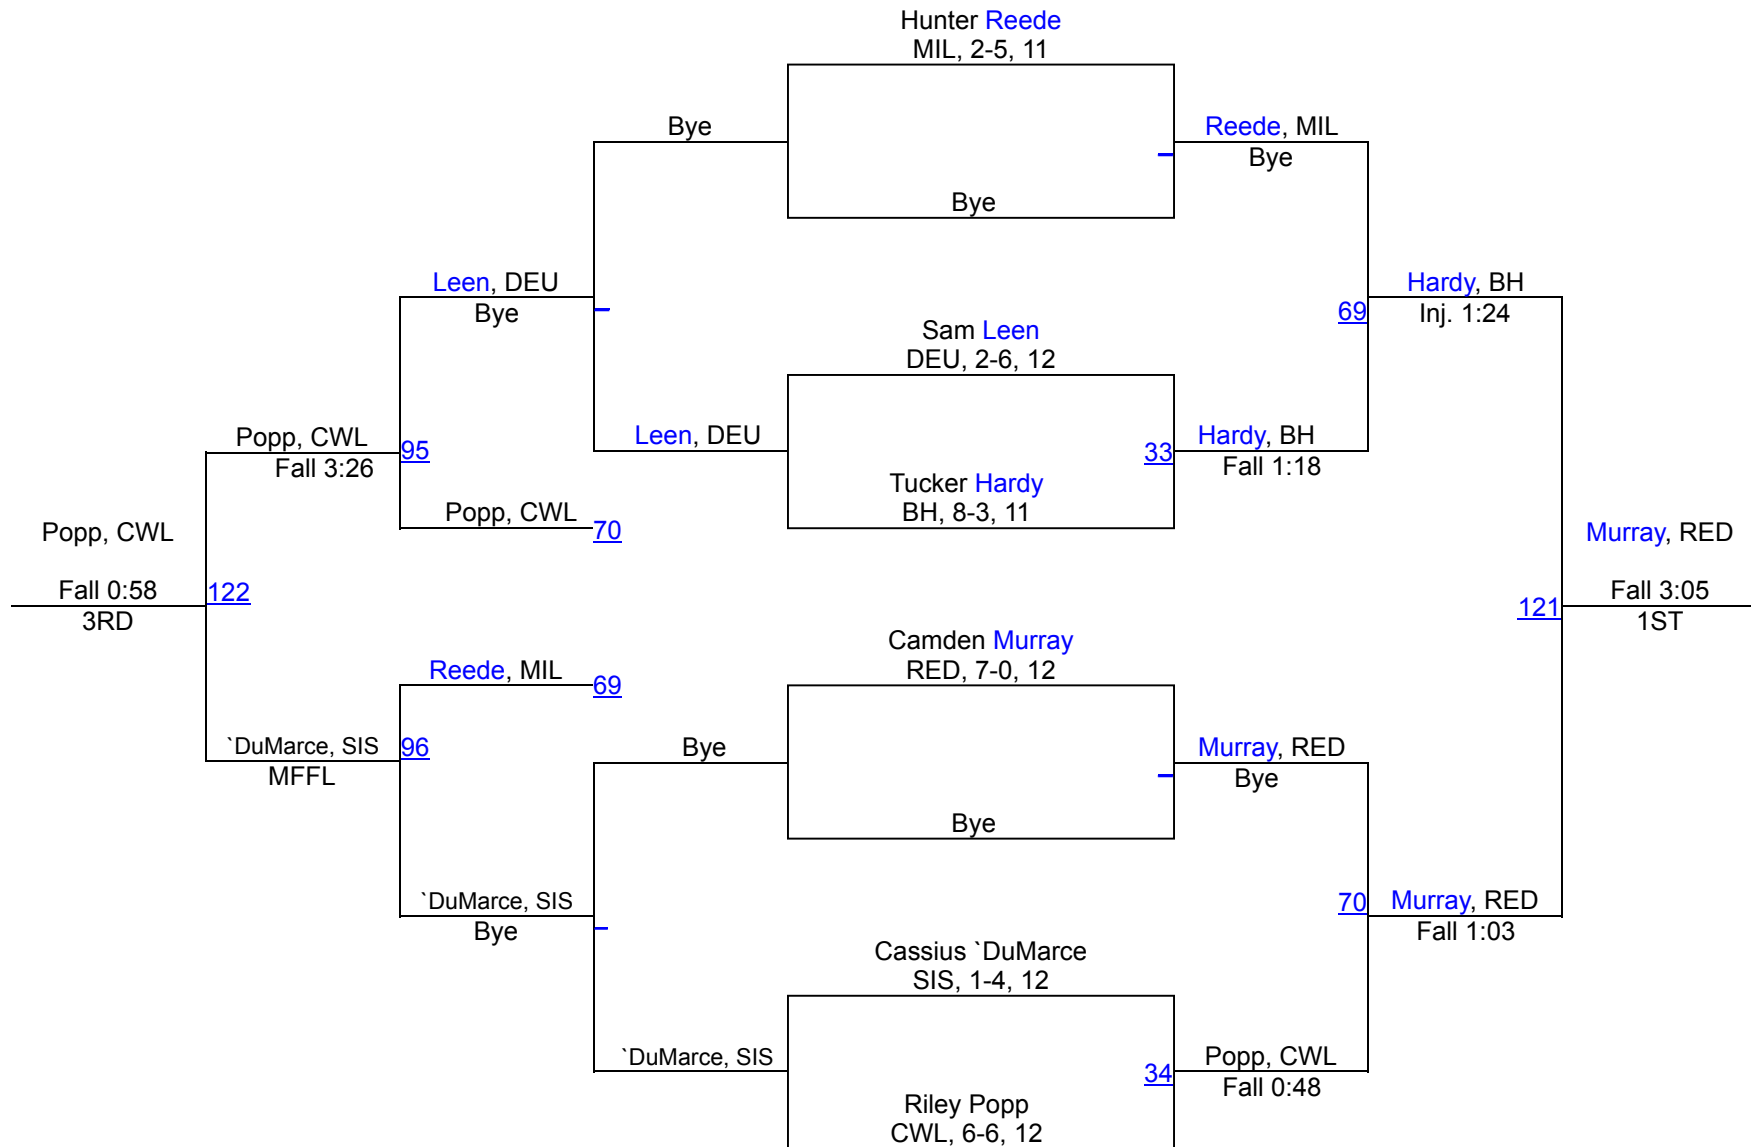 Hunter Reede
MIL, 2-5, 11
Bye
Reede, MIL
Bye
Bye
Leen, DEU
Bye
Hardy, BH
Inj. 1:24
69
Sam Leen
DEU, 2-6, 12
Popp, CWL
Fall 3:26
95
Leen, DEU
33
Hardy, BH
Fall 1:18
Tucker Hardy
BH, 8-3, 11
Popp, CWL
70
Popp, CWL
Murray, RED
Fall 0:58
3RD
122
121
Fall 3:05
1ST
Camden Murray
RED, 7-0, 12
Reede, MIL
69
`DuMarce, SIS
MFFL
96
Bye
Murray, RED
Bye
Bye
`DuMarce, SIS
Bye
70
Murray, RED
Fall 1:03
Cassius `DuMarce
SIS, 1-4, 12
`DuMarce, SIS
34
Popp, CWL
Fall 0:48
Riley Popp
CWL, 6-6, 12